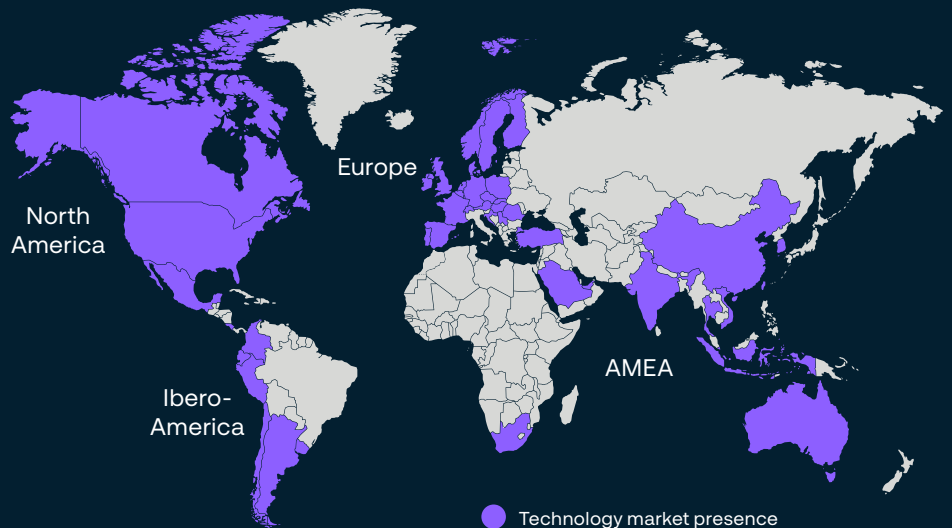 Europe
North
America
AMEA
Ibero-
America
Technology market presence